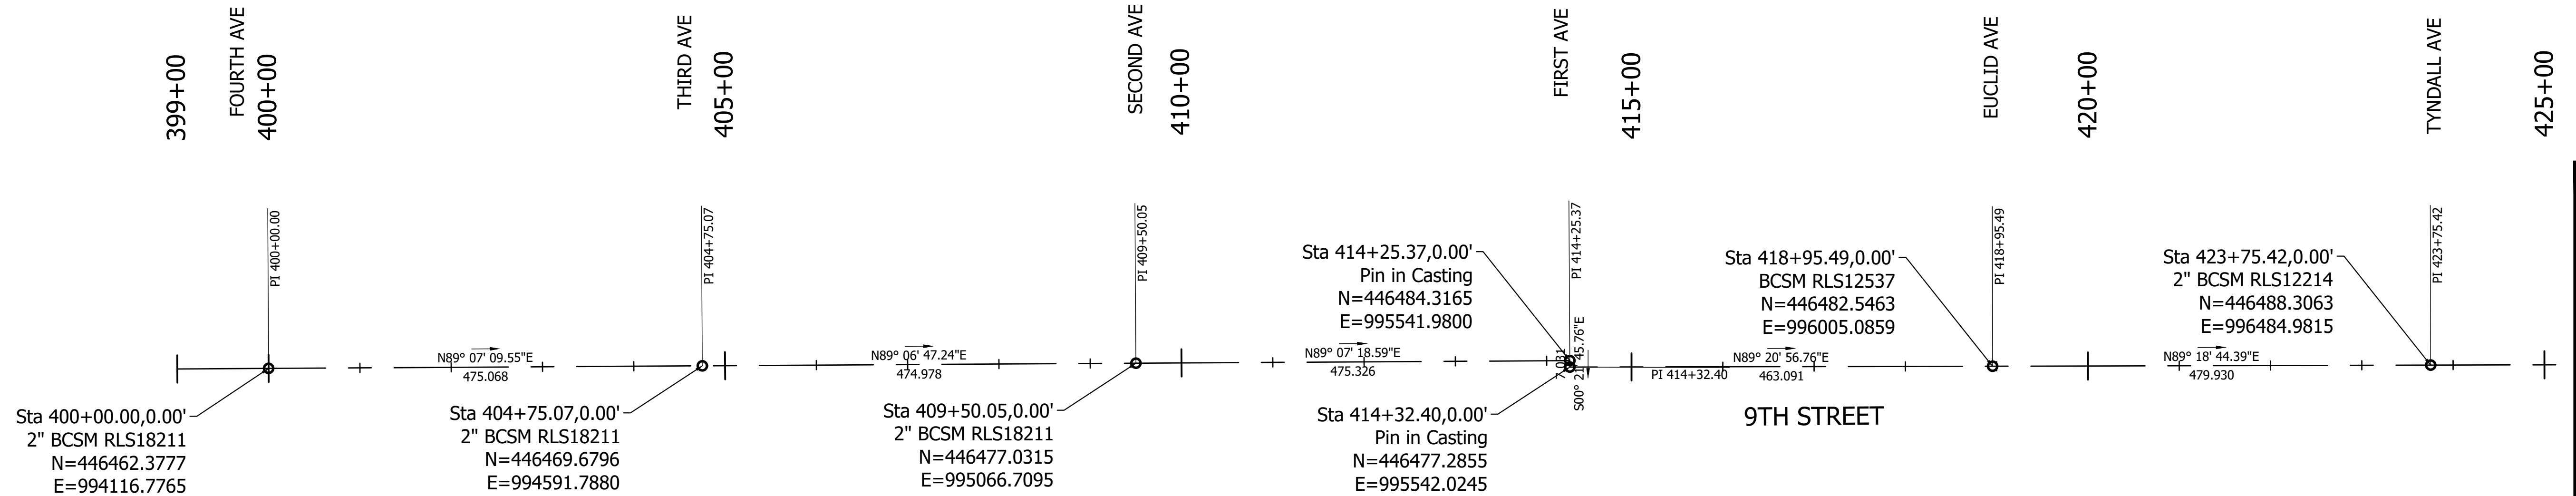 399+00
FOURTH AVE
400+00
THIRD AVE
405+00
SECOND AVE
410+00
FIRST AVE
415+00
EUCLID AVE
420+00
TYNDALL AVE
425+00
PI 400+00.00
PI 404+75.07
PI 409+50.05
PI 414+25.37
PI 418+95.49
PI 423+75.42
Sta 414+25.37,0.00'
Pin in Casting
N=446484.3165
E=995541.9800
Sta 418+95.49,0.00'
BCSM RLS12537
N=446482.5463
E=996005.0859
Sta 423+75.42,0.00'
2" BCSM RLS12214
N=446488.3063
E=996484.9815
N89° 07' 09.55"E
475.068
N89° 06' 47.24"E
474.978
N89° 07' 18.59"E
475.326
7.031
S00° 21' 45.76"E
PI 414+32.40
N89° 20' 56.76"E
463.091
N89° 18' 44.39"E
479.930
Sta 400+00.00,0.00'
2" BCSM RLS18211
N=446462.3777
E=994116.7765
Sta 404+75.07,0.00'
2" BCSM RLS18211
N=446469.6796
E=994591.7880
Sta 409+50.05,0.00'
2" BCSM RLS18211
N=446477.0315
E=995066.7095
Sta 414+32.40,0.00'
Pin in Casting
N=446477.2855
E=995542.0245
9TH STREET